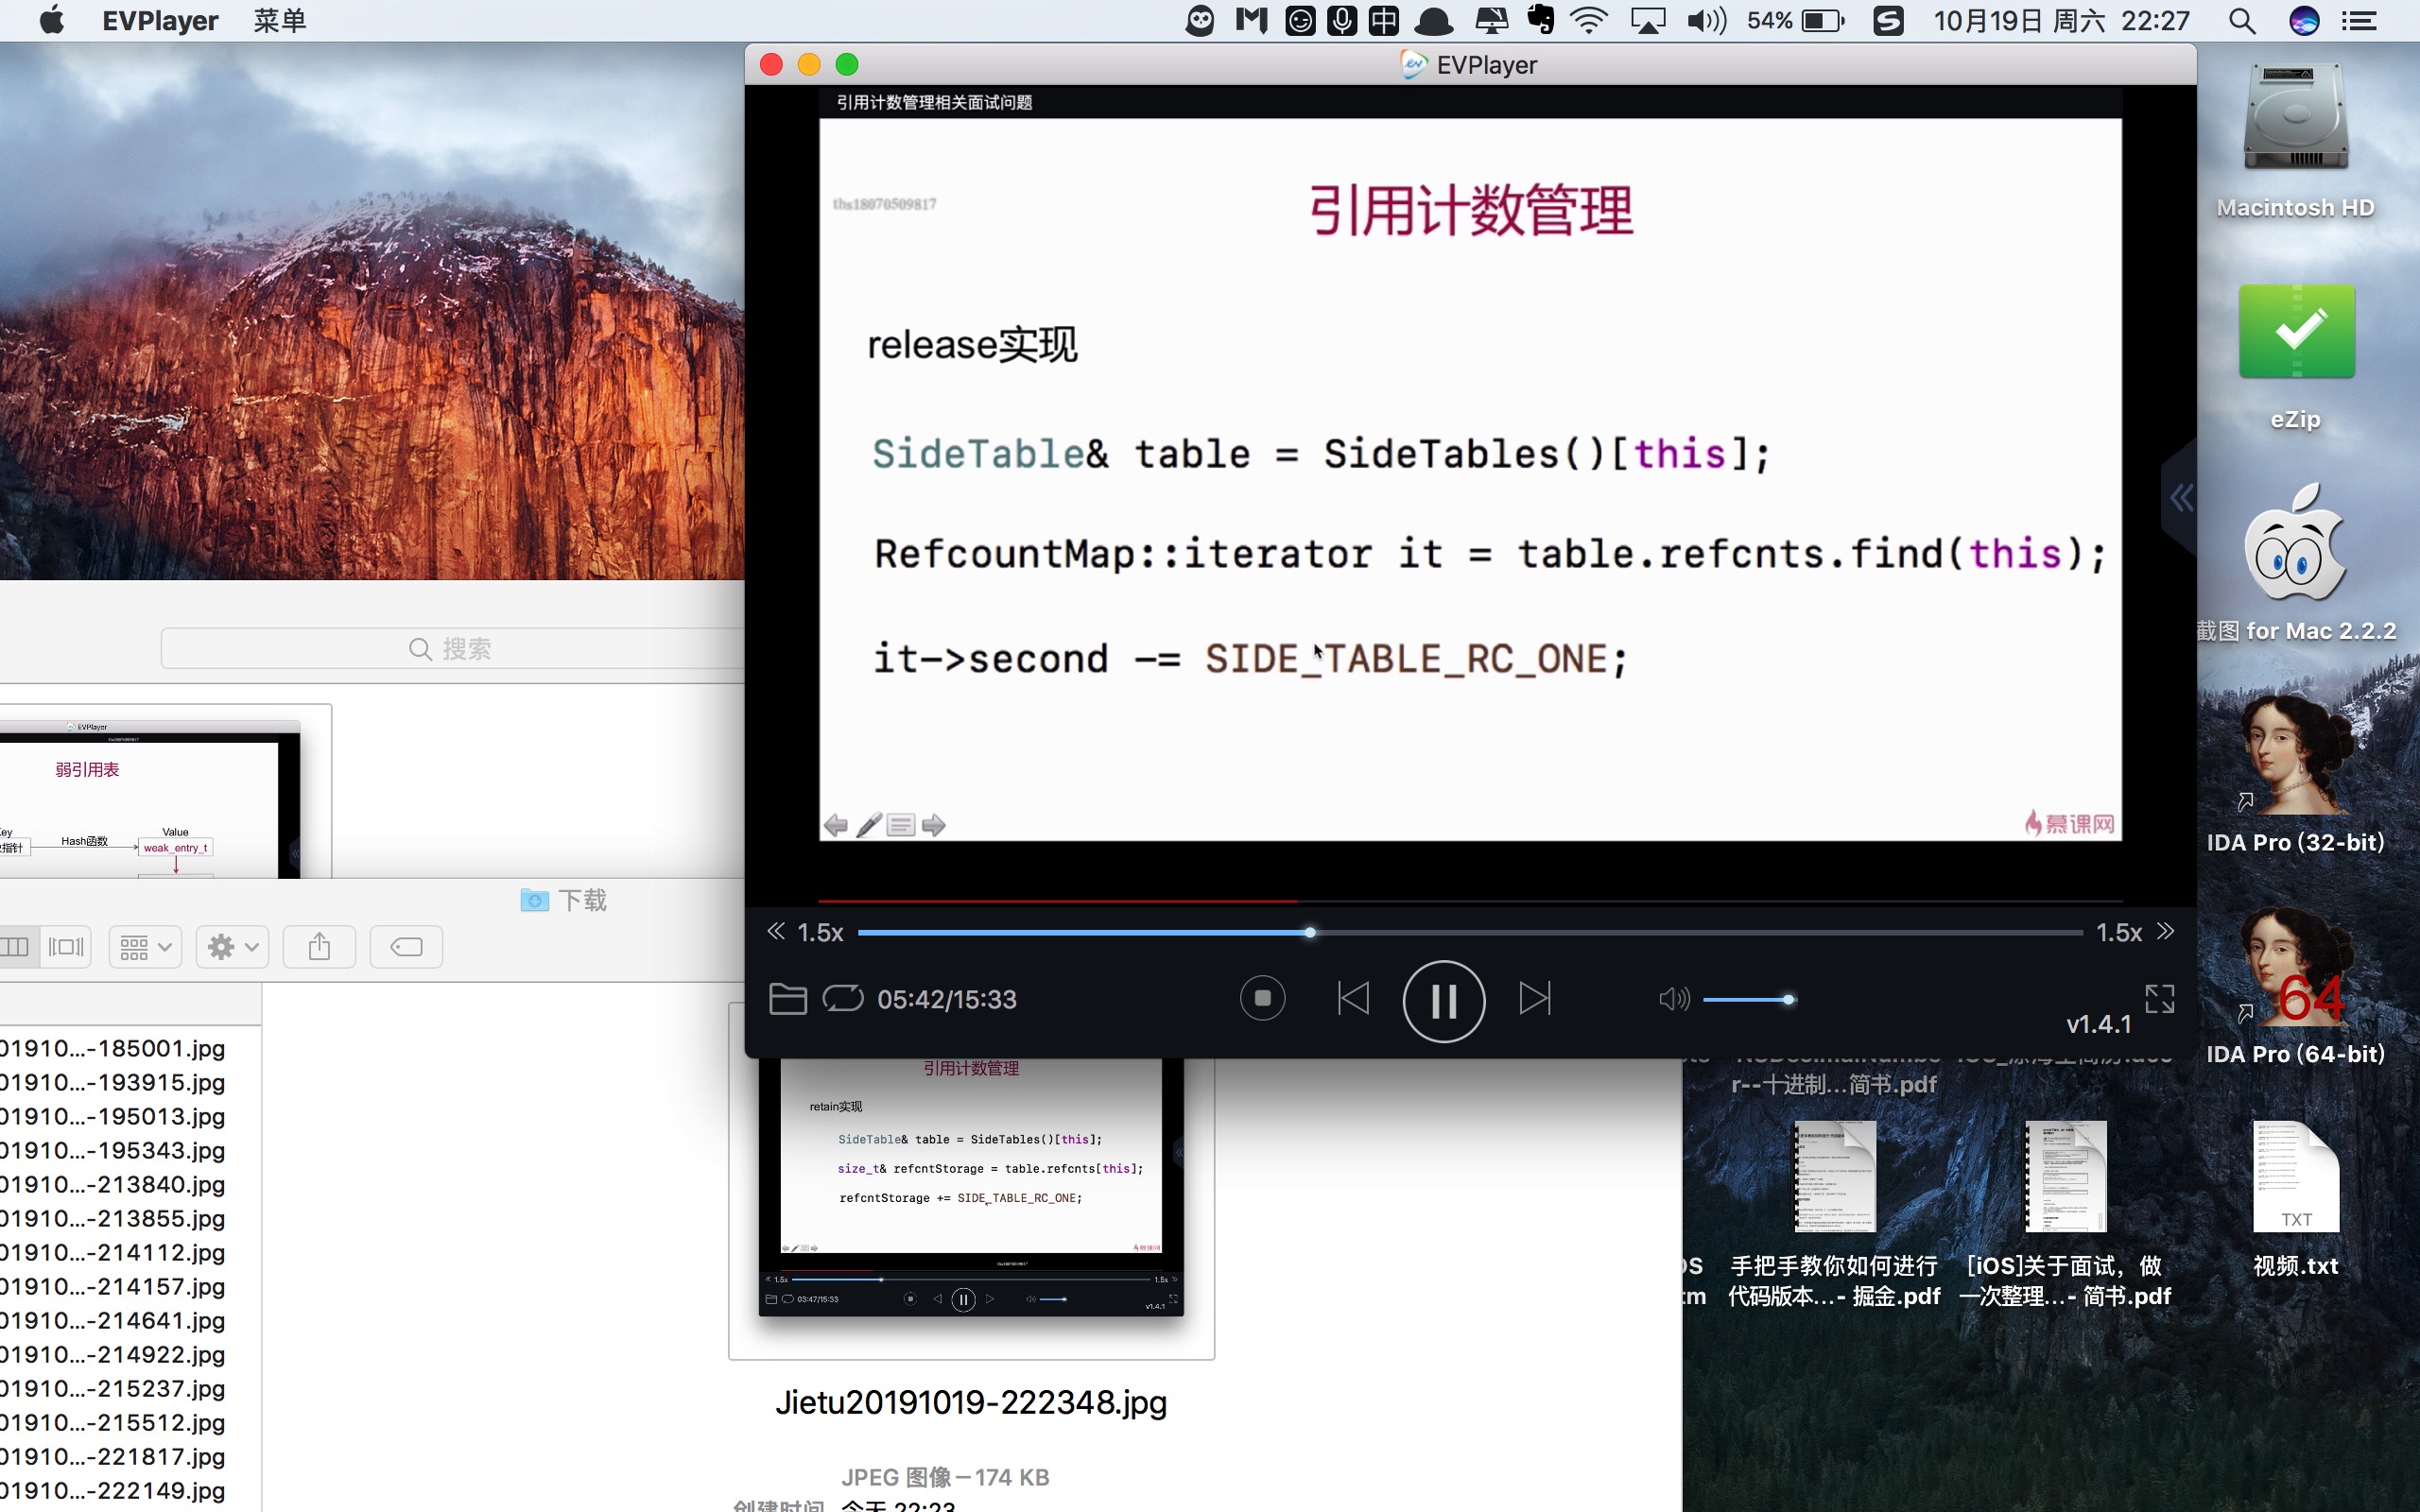 EVPlayer 菜单 54% 10月19日 周六 22:27
EVPlayer
引用计数管理相关面试问题
ths18070509817
引用计数管理
release实现
SideTable& table = SideTables()[this];
RefcountMap::iterator it = table.refcnts.find(this);
it->second -= SIDE_TABLE_RC_ONE;
慕课网
1.5x 1.5x
05:42/15:33
v1.4.1
Macintosh HD
eZip
截图 for Mac 2.2.2
IDA Pro (32-bit)
64
IDA Pro (64-bit)
r--十进制...简书.pdf
手把手教你如何进行
代码版本...- 掘金.pdf
[iOS]关于面试，做
一次整理...- 简书.pdf
TXT
视频.txt
搜索
EVPlayer
弱引用表
Hash函数
Value
weak_entry_t
下载
01910...-185001.jpg
01910...-193915.jpg
01910...-195013.jpg
01910...-195343.jpg
01910...-213840.jpg
01910...-213855.jpg
01910...-214112.jpg
01910...-214157.jpg
01910...-214641.jpg
01910...-214922.jpg
01910...-215237.jpg
01910...-215512.jpg
01910...-221817.jpg
01910...-222149.jpg
引用计数管理
retain实现
SideTable& table = SideTables()[this];
size_t& refcntStorage = table.refcnts[this];
refcntStorage += SIDE_TABLE_RC_ONE;
1.5x 1.5x
03:47/15:33
v1.4.1
Jietu20191019-222348.jpg
JPEG 图像 – 174 KB
创建时间 今天 22:23